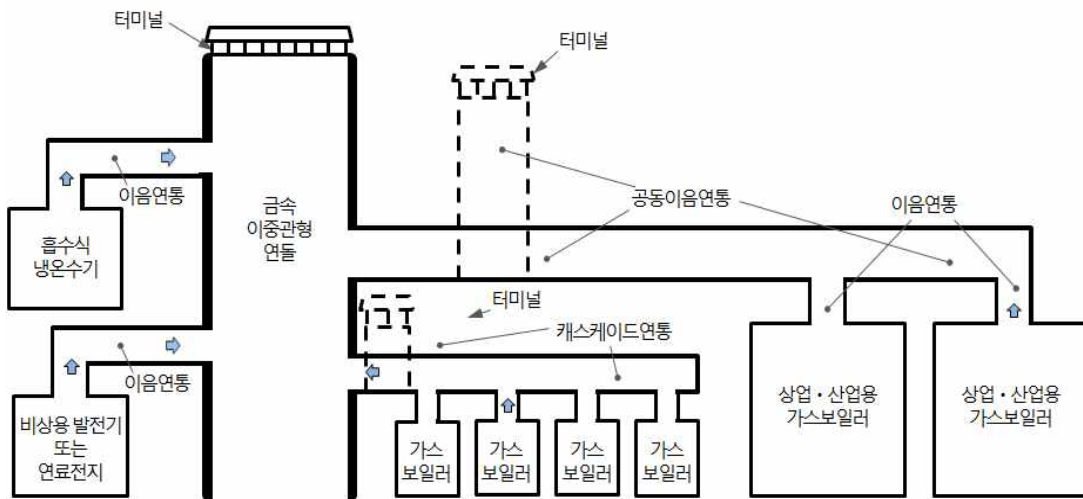 터미널
터미널
이음연통
공동이음연통
이음연통
금속
이중관형
연돌
흡수식
냉온수기
터미널
캐스케이드연통
이음연통
상업・산업용
가스보일러
상업・산업용
가스보일러
비상용 발전기
또는
연료전지
가스
보일러
가스
보일러
가스
보일러
가스
보일러